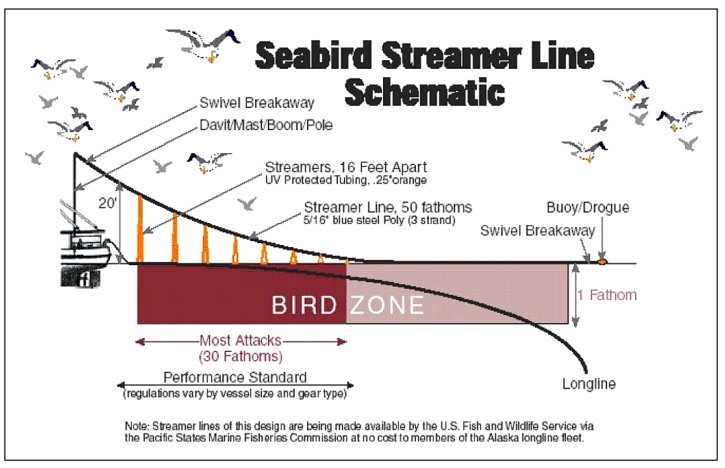 Seabird Streamer Line
Schematic
Swivel Breakaway
Davit/Mast/Boom/Pole
Streamers, 16 Feet Apart
UV Protected Tubing, .25"orange
20'
Streamer Line, 50 fathoms
5/16" blue steel Poly (3 strand)
Buoy/Drogue
Swivel Breakaway
BIRD ZONE
1 Fathom
Most Attacks
(30 Fathoms)
Performance Standard
(regulations vary by vessel size and gear type)
Longline
Note: Streamer lines of this design are being made available by the U.S. Fish and Wildlife Service via
the Pacific States Marine Fisheries Commission at no cost to members of the Alaska longline fleet.